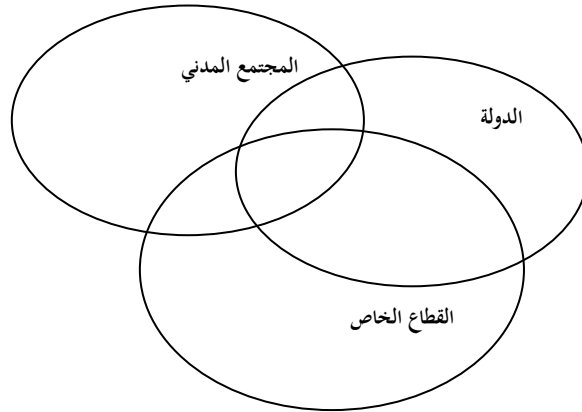 المجتمع المدني
الدولة
القطاع الخاص